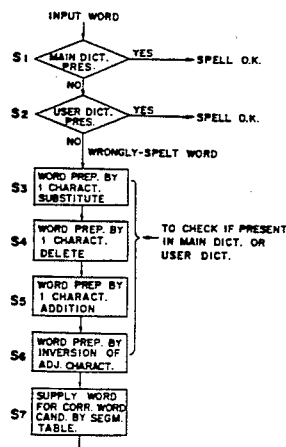 INPUT WORD
S1
MAIN DICT.
PRES.
YES
SPELL O.K.
NO
S2
USER DICT.
PRES.
YES
SPELL O.K.
NO
WRONGLY-SPELT WORD
S3
WORD PREP. BY
1 CHARACT.
SUBSTITUTE
S4
WORD PREP. BY
1 CHARACT.
DELETE
TO CHECK IF PRESENT
IN MAIN DICT. OR
USER DICT.
S5
WORD PREP BY
1 CHARACT.
ADDITION
S6
WORD PREP. BY
INVERSION OF
ADJ. CHARACT.
S7
SUPPLY WORD
FOR CORR. WORD
CAND. BY SEGM.
TABLE.